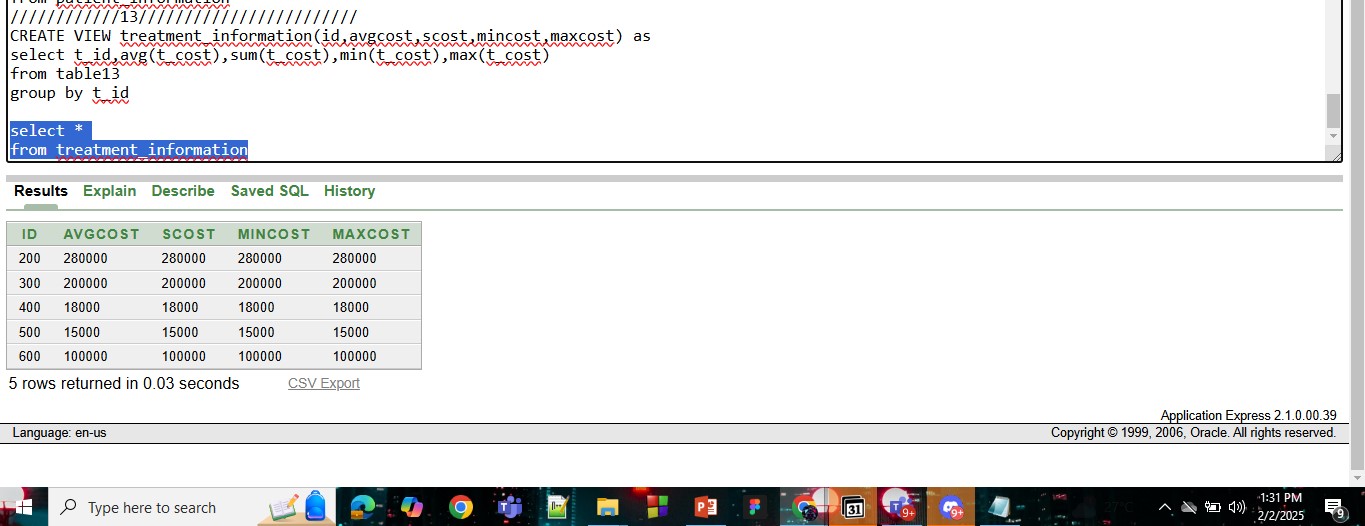 from patient_information
////////////13////////////////////////
CREATE VIEW treatment_information(id,avgcost,scost,mincost,maxcost) as
select t_id,avg(t_cost),sum(t_cost),min(t_cost),max(t_cost)
from table13
group by t_id
select *
from treatment_information
Results Explain Describe Saved SQL History
ID AVGCOST SCOST MINCOST MAXCOST
200 280000 280000 280000 280000
300 200000 200000 200000 200000
400 18000 18000 18000 18000
500 15000 15000 15000 15000
600 100000 100000 100000 100000
5 rows returned in 0.03 seconds CSV Export
Application Express 2.1.0.00.39
Language: en-us Copyright © 1999, 2006, Oracle. All rights reserved.
Type here to search 31 9+ 9+ 27°C 1:31 PM
2/2/2025 9